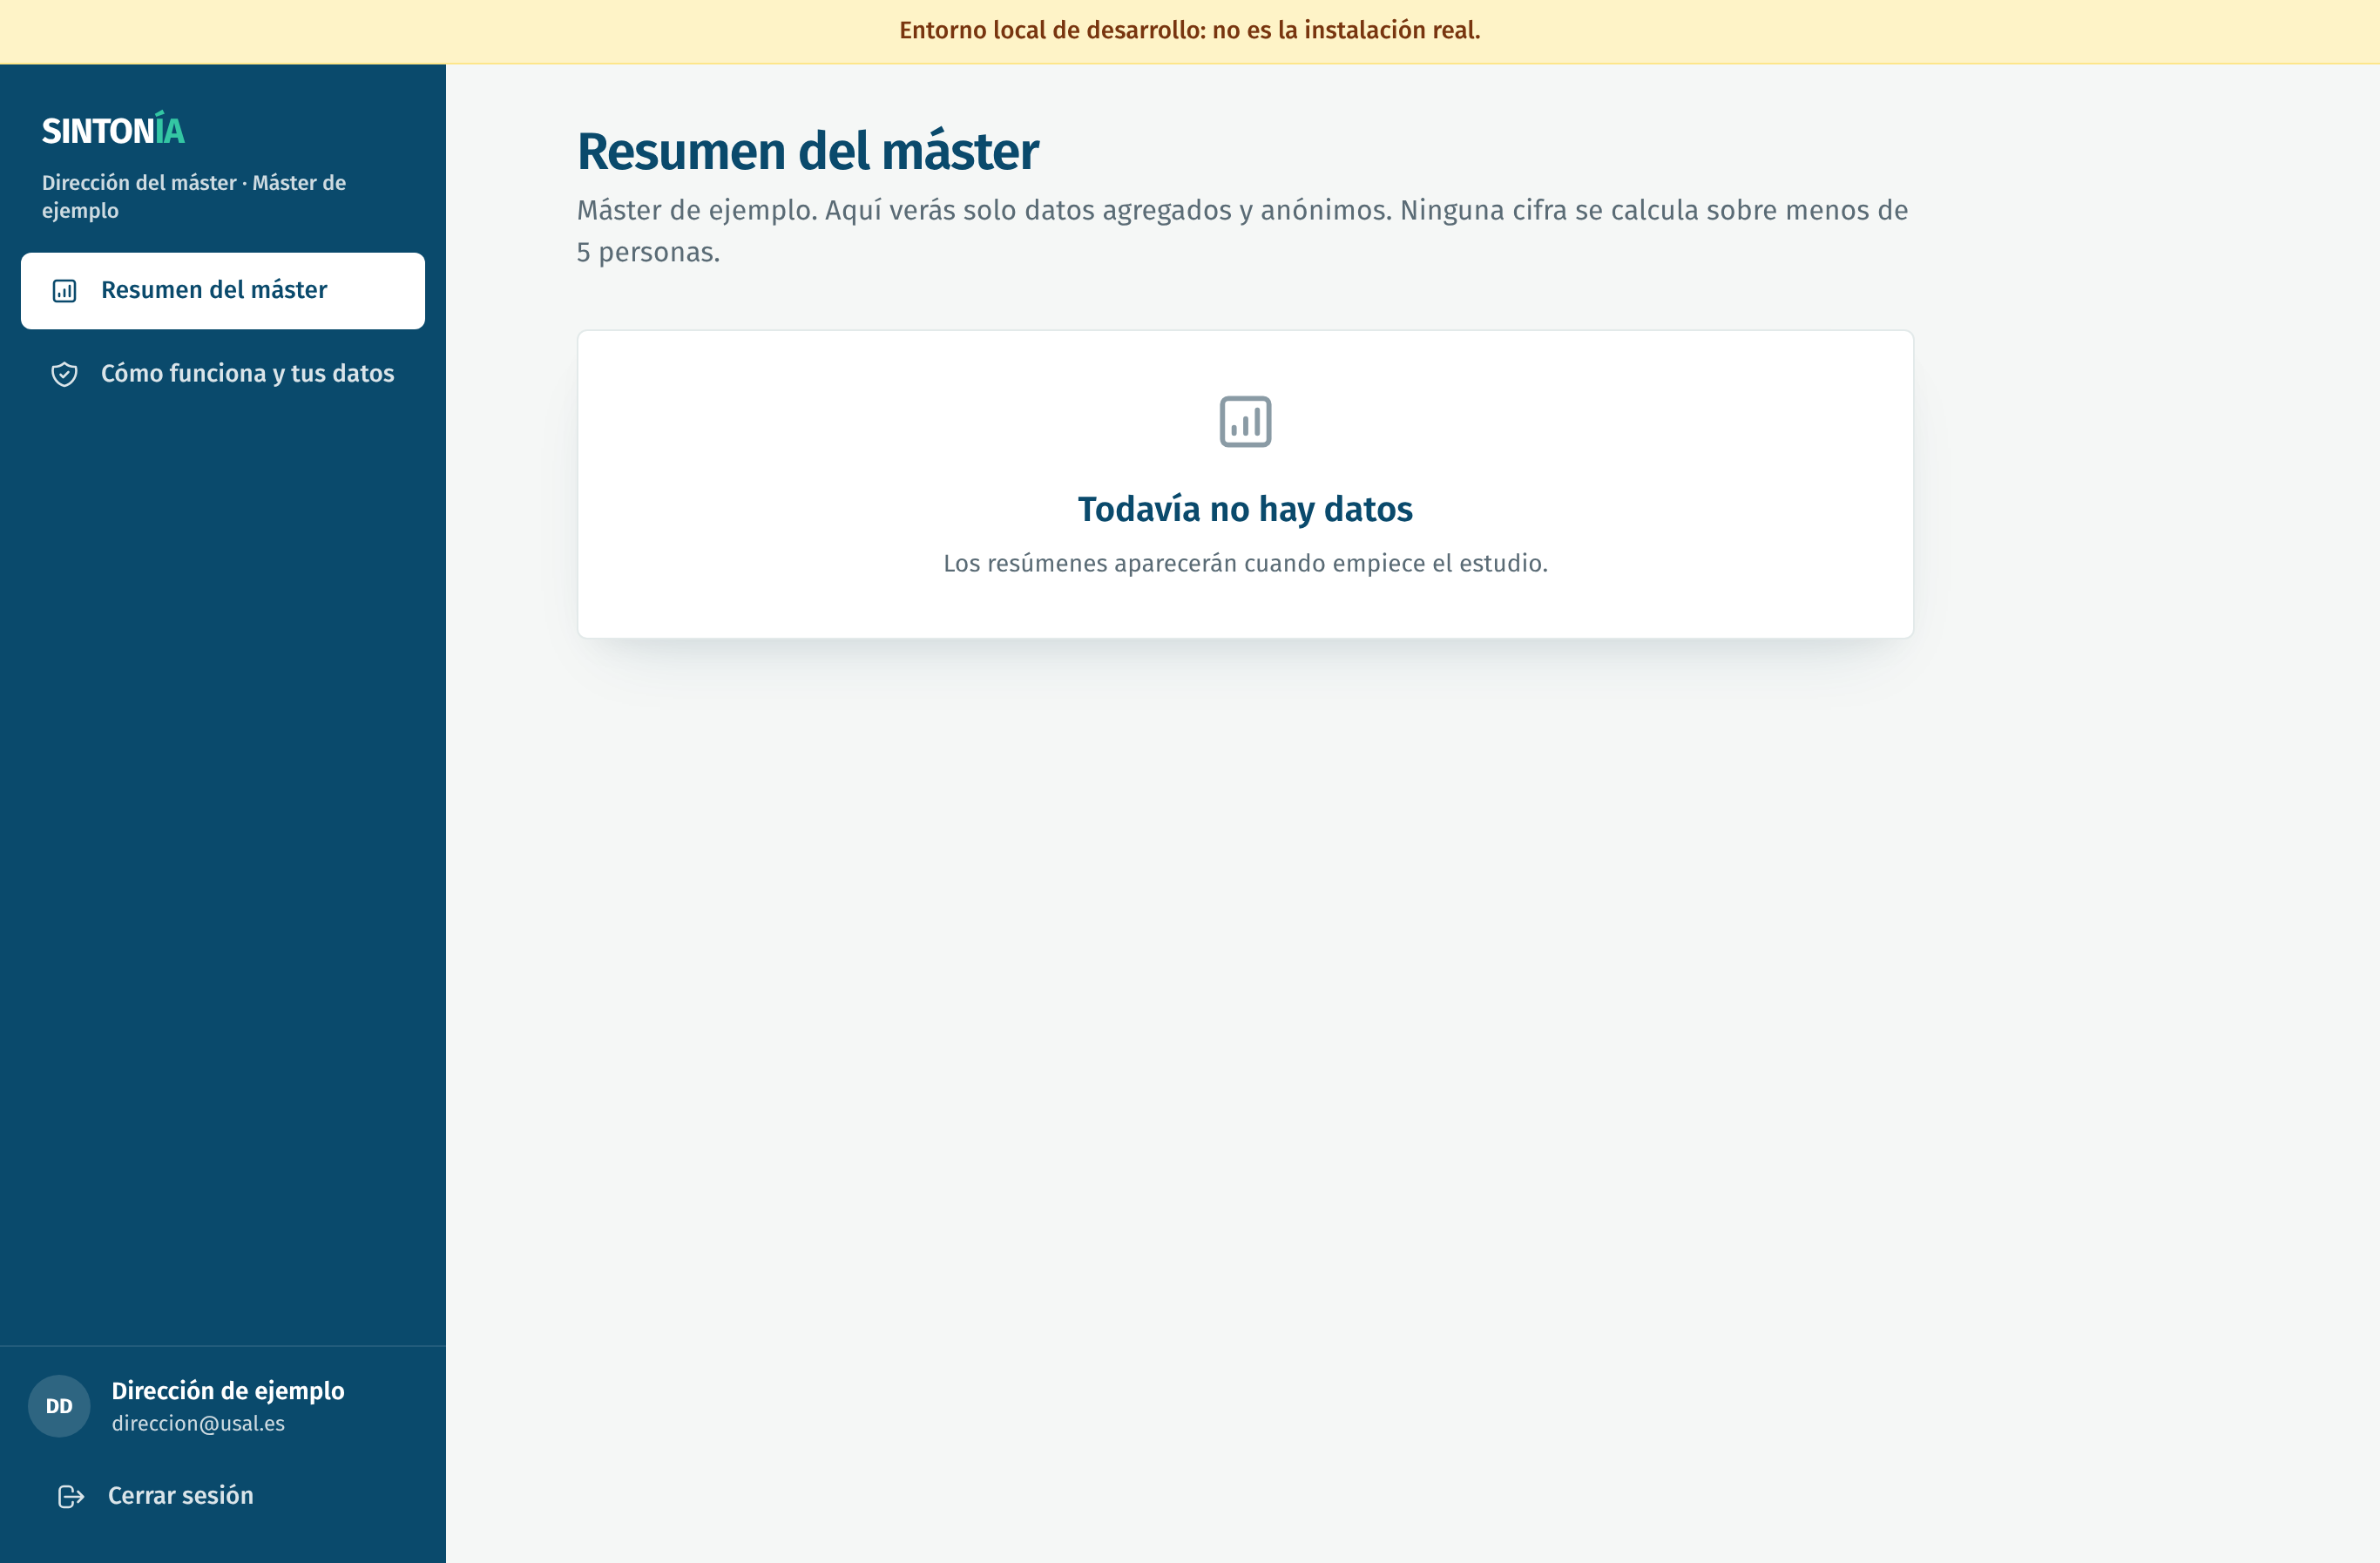 Entorno local de desarrollo: no es la instalación real.
SINTONÍA
Dirección del máster · Máster de
ejemplo
Resumen del máster
Cómo funciona y tus datos
Resumen del máster
Máster de ejemplo. Aquí verás solo datos agregados y anónimos. Ninguna cifra se calcula sobre menos de
5 personas.
Todavía no hay datos
Los resúmenes aparecerán cuando empiece el estudio.
DD
Dirección de ejemplo
direccion@usal.es
Cerrar sesión